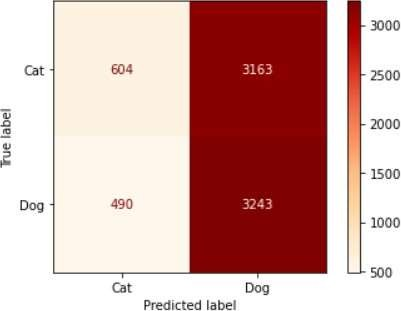 Cat 604 3163
Dog 490 3243
Cat Dog
Predicted label
True label
3000
2500
2000
1500
1000
500